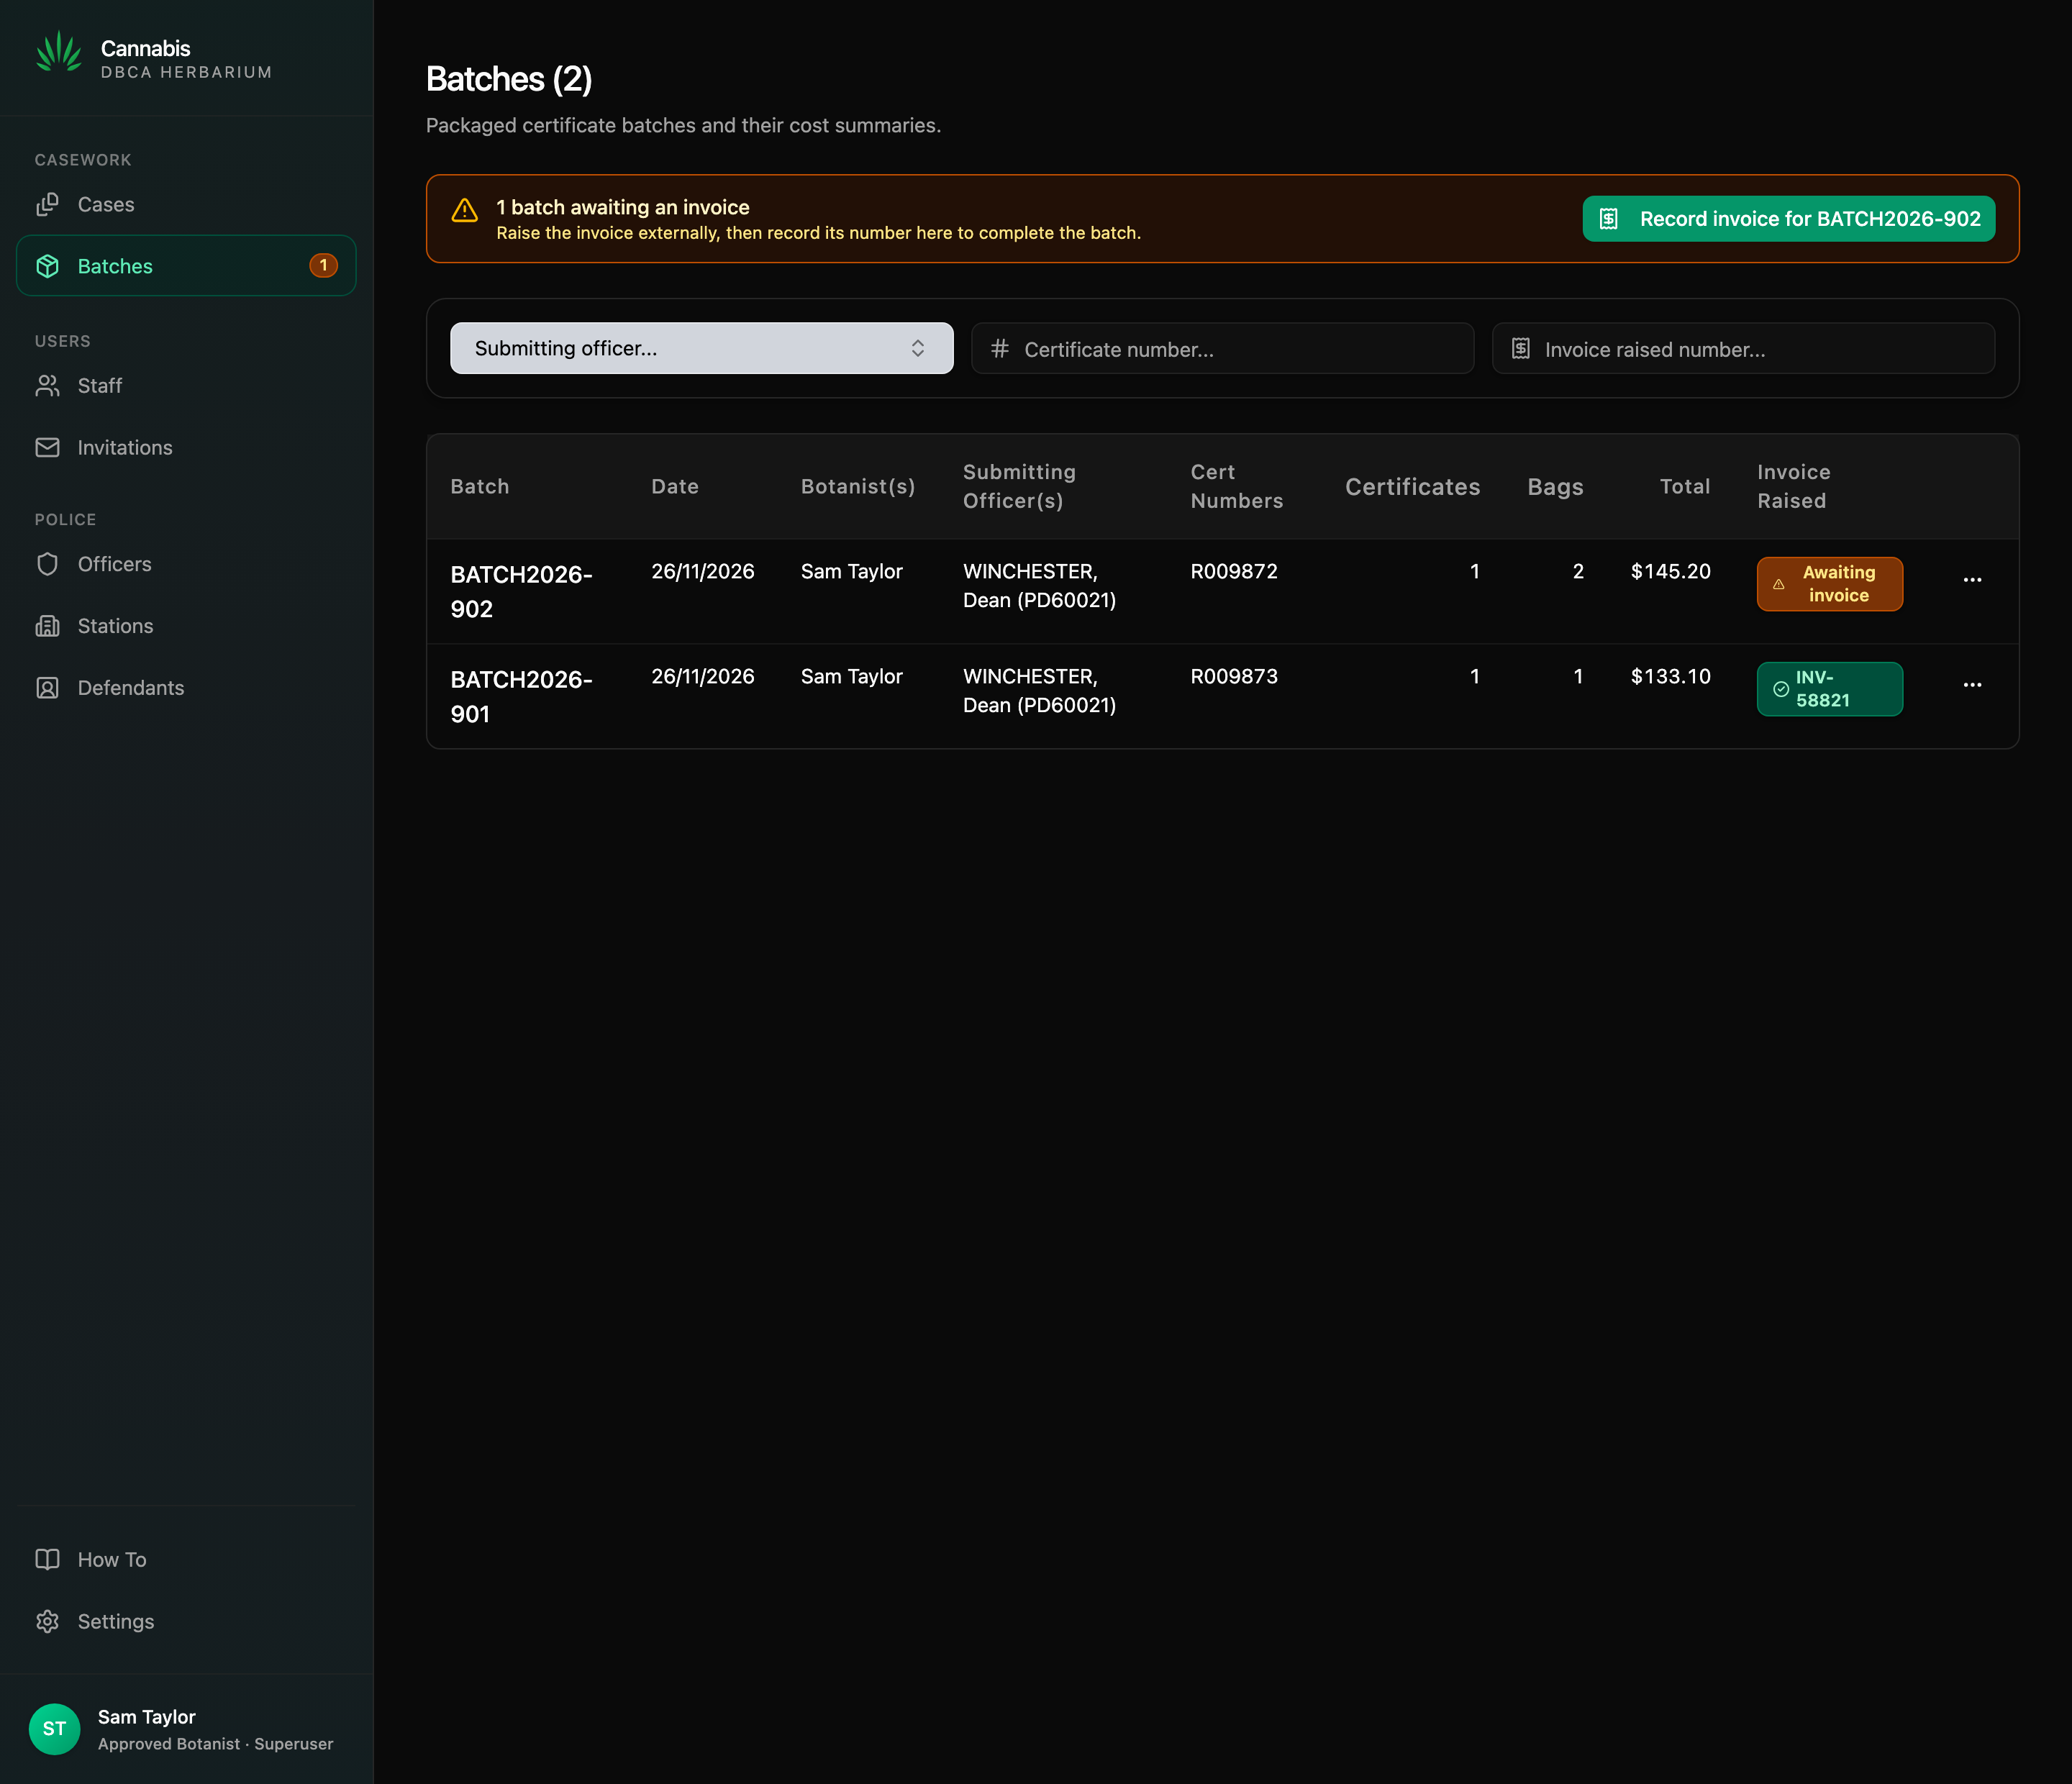 Cannabis
DBCA HERBARIUM
CASEWORK
Cases
Batches
1
USERS
Staff
Invitations
POLICE
Officers
Stations
Defendants
How To
Settings
ST
Sam Taylor
Approved Botanist · Superuser
Batches (2)
Packaged certificate batches and their cost summaries.
1 batch awaiting an invoice
Raise the invoice externally, then record its number here to complete the batch.
Record invoice for BATCH2026-902
Submitting officer...
Certificate number...
Invoice raised number...
Batch
Date
Botanist(s)
Submitting
Officer(s)
Cert
Numbers
Certificates
Bags
Total
Invoice
Raised
BATCH2026-
902
26/11/2026
Sam Taylor
WINCHESTER,
Dean (PD60021)
R009872
1
2
$145.20
Awaiting
invoice
BATCH2026-
901
26/11/2026
Sam Taylor
WINCHESTER,
Dean (PD60021)
R009873
1
1
$133.10
INV-
58821